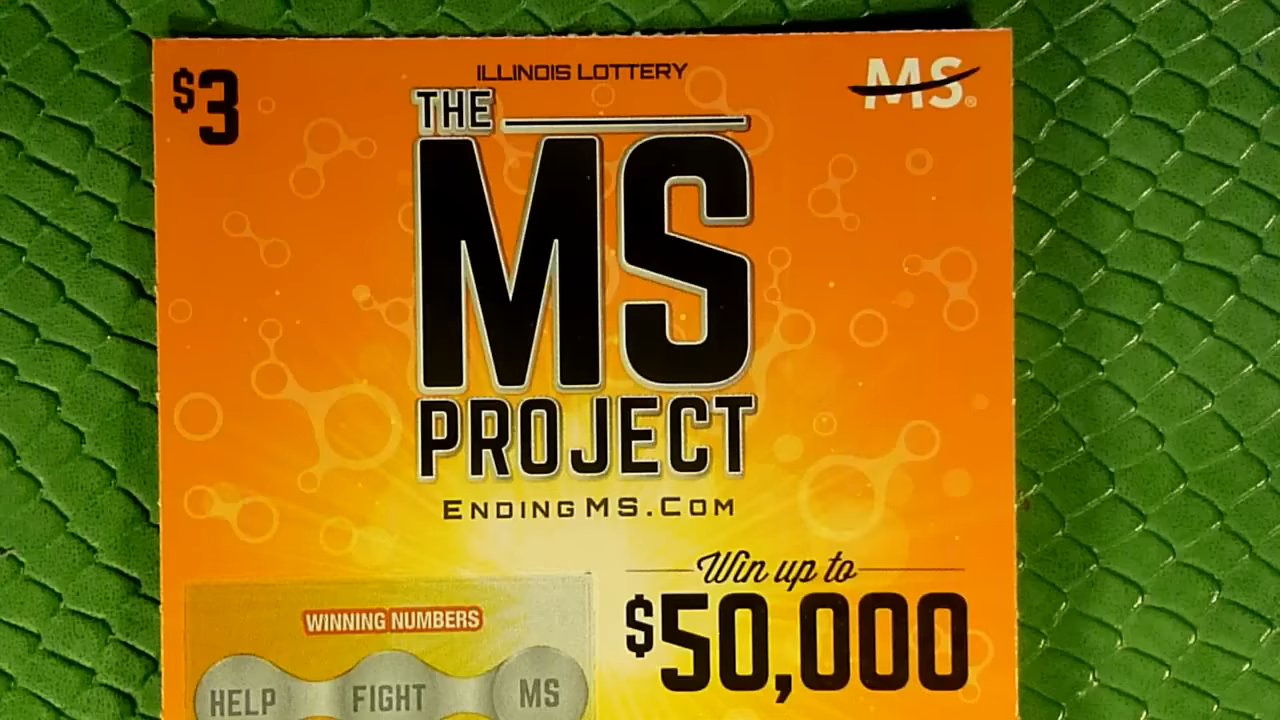 $3
ILLINOIS LOTTERY
MS®
THE
MS
PROJECT
ENDINGMS.COM
Win up to
$50,000
WINNING NUMBERS
HELP FIGHT MS